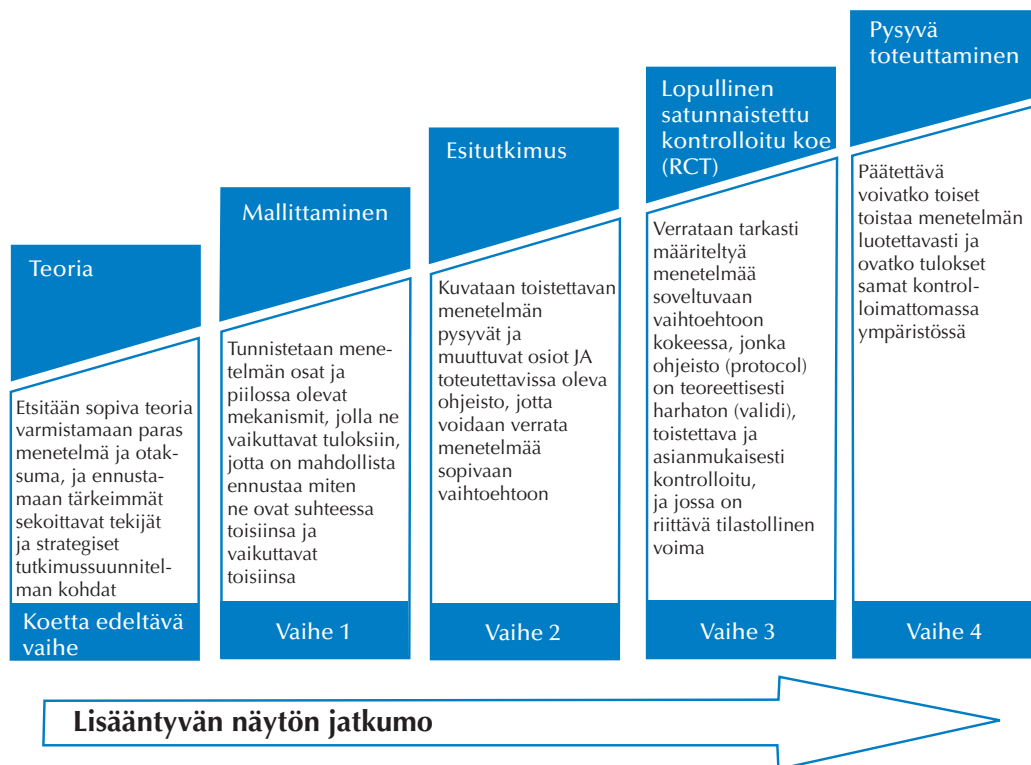 Teoria
Etsitään sopiva teoria
varmistamaan paras
menetelmä ja otak-
suma, ja ennusta-
maan tärkeimmät
sekoittavat tekijät
ja strategiset
tutkimussuunnitel-
man kohdat
Koetta edeltävä
vaihe
Mallittaminen
Tunnistetaan mene-
telmän osat ja
piilossa olevat
mekanismit, jolla ne
vaikuttavat tuloksiin,
jotta on mahdollista
ennustaa miten
ne ovat suhteessa
toisiinsa ja
vaikuttavat
toisiinsa
Vaihe 1
Esitutkimus
Kuvataan toistettavan
menetelmän
pysyvät ja
muuttuvat osiot JA
toteutettavissa oleva
ohjeisto, jotta
voidaan verrata
menetelmää
sopivaan
vaihtoehtoon
Vaihe 2
Lopullinen
satunnaistettu
kontrolloitu koe
(RCT)
Verrataan tarkasti
määriteltyä
menetelmää
soveltuvaan
vaihtoehtoon
kokeessa, jonka
ohjeisto (protocol)
on teoreettisesti
harhaton (validi),
toistettava ja
asianmukaisesti
kontrolloitu,
ja jossa on
riittävä tilastollinen
voima
Vaihe 3
Pysyvä
toteuttaminen
Päätettävä
voivatko toiset
toistaa menetelmän
luotettavasti ja
ovatko tulokset
samat kontrol-
loimattomassa
ympäristössä
Vaihe 4
Lisääntyvän näytön jatkumo